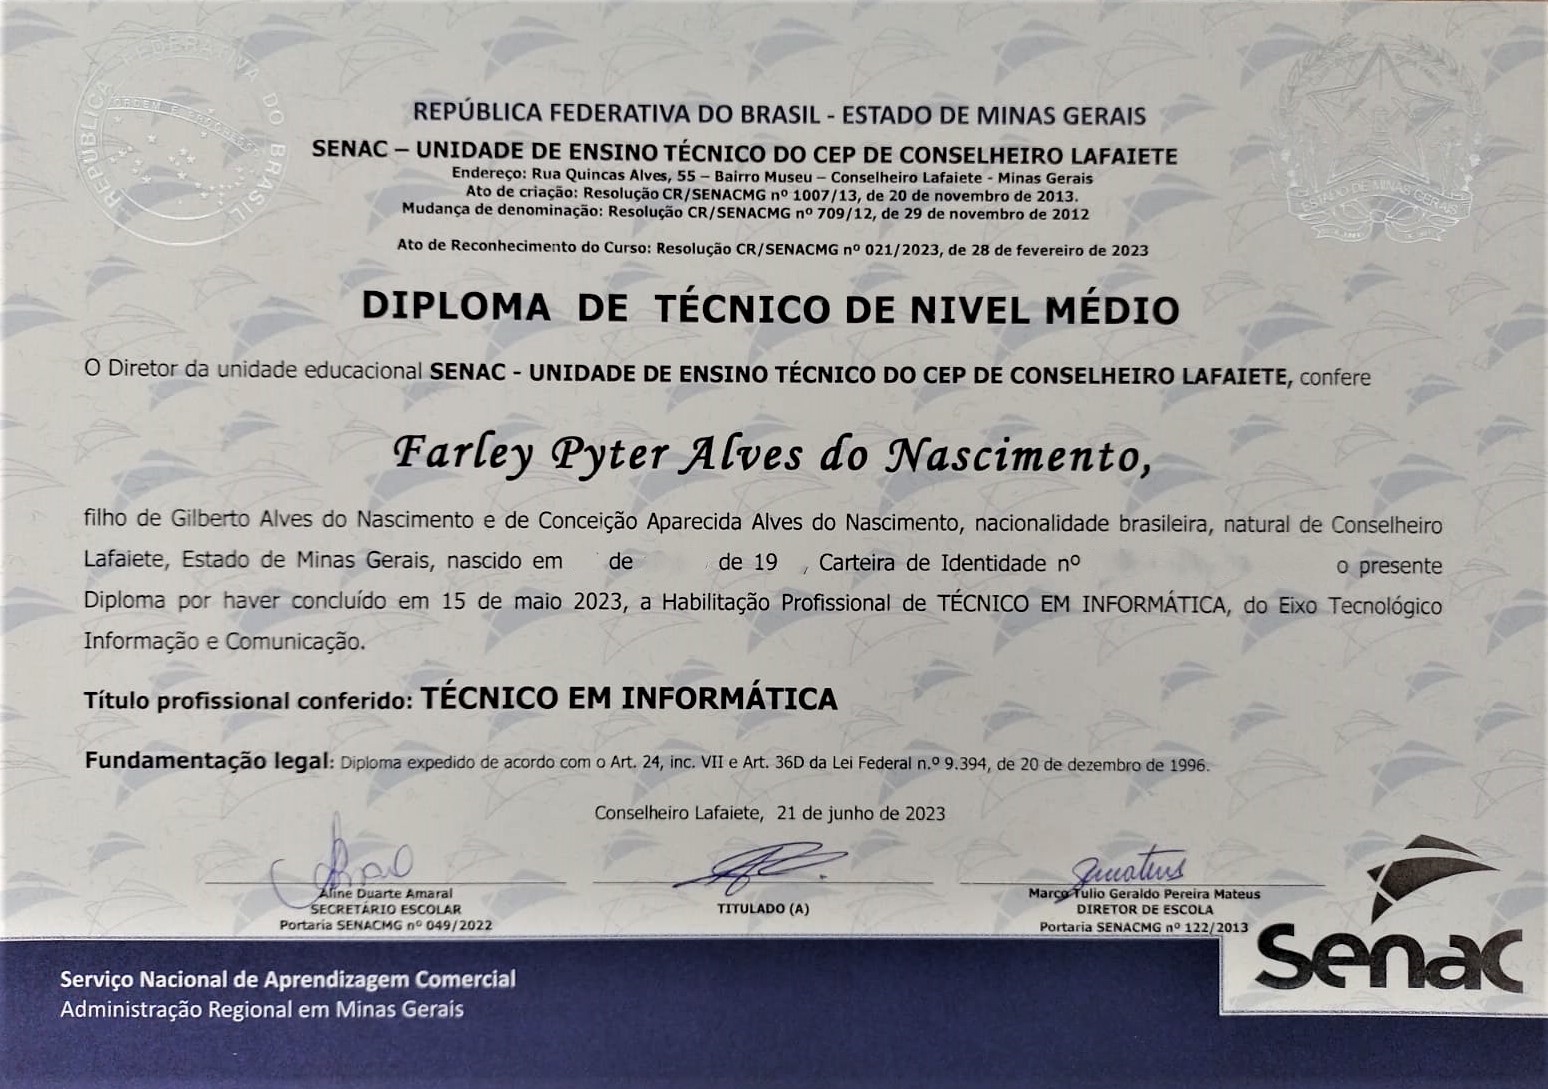 REPÚBLICA FEDERATIVA DO BRASIL
ORDEM E PROGRESSO
ESTADO DE MINAS GERAIS
REPÚBLICA FEDERATIVA DO BRASIL - ESTADO DE MINAS GERAIS
SENAC – UNIDADE DE ENSINO TÉCNICO DO CEP DE CONSELHEIRO LAFAIETE
Endereço: Rua Quincas Alves, 55 – Bairro Museu – Conselheiro Lafaiete - Minas Gerais
Ato de criação: Resolução CR/SENACMG nº 1007/13, de 20 de novembro de 2013.
Mudança de denominação: Resolução CR/SENACMG nº 709/12, de 29 de novembro de 2012
Ato de Reconhecimento do Curso: Resolução CR/SENACMG nº 021/2023, de 28 de fevereiro de 2023
DIPLOMA DE TÉCNICO DE NIVEL MÉDIO
O Diretor da unidade educacional SENAC - UNIDADE DE ENSINO TÉCNICO DO CEP DE CONSELHEIRO LAFAIETE, confere
Farley Pyter Alves do Nascimento,
filho de Gilberto Alves do Nascimento e de Conceição Aparecida Alves do Nascimento, nacionalidade brasileira, natural de Conselheiro
Lafaiete, Estado de Minas Gerais, nascido em de de 19 , Carteira de Identidade nº o presente
Diploma por haver concluído em 15 de maio 2023, a Habilitação Profissional de TÉCNICO EM INFORMÁTICA, do Eixo Tecnológico
Informação e Comunicação.
Título profissional conferido: TÉCNICO EM INFORMÁTICA
Fundamentação legal: Diploma expedido de acordo com o Art. 24, inc. VII e Art. 36D da Lei Federal n.º 9.394, de 20 de dezembro de 1996.
Conselheiro Lafaiete, 21 de junho de 2023
Aline Duarte Amaral
SECRETÁRIO ESCOLAR
Portaria SENACMG nº 049/2022
TITULADO (A)
Marco Tulio Geraldo Pereira Mateus
DIRETOR DE ESCOLA
Portaria SENACMG nº 122/2013
Senac
Serviço Nacional de Aprendizagem Comercial
Administração Regional em Minas Gerais